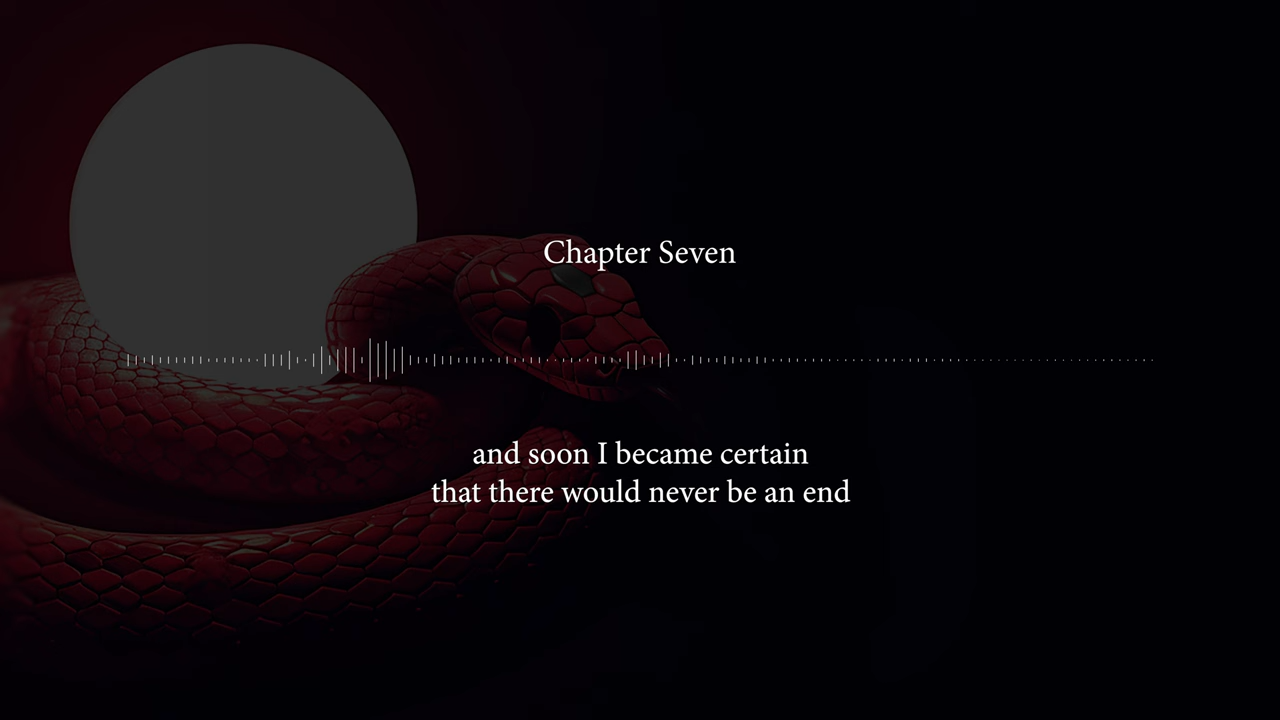 Chapter Seven
and soon I became certain
that there would never be an end